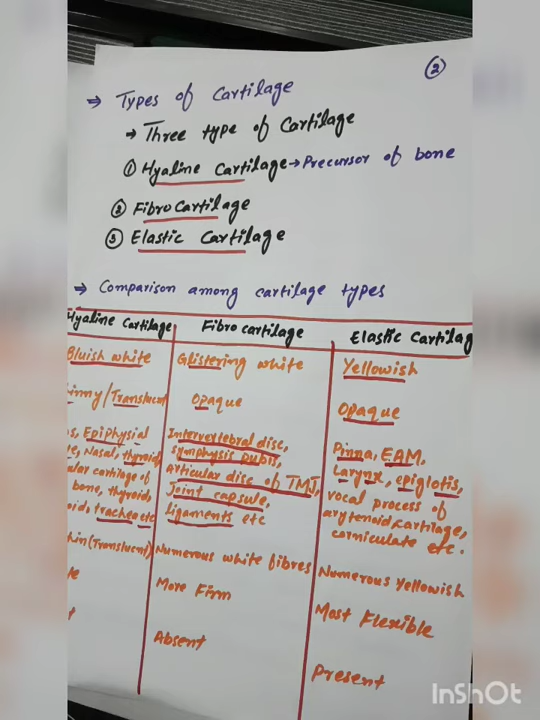 ②
⇒ Types of Cartilage
→ Three type of Cartilage
① Hyaline Cartilage → Precursor of bone
② Fibro Cartilage
③ Elastic Cartilage
⇒ Comparison among cartilage types
Hyaline Cartilage
Bluish white
/Translucent
Epiphysial
Nasal, thyroid
cartilage of
bone, thyroid,
trachea etc
(Translucent)
Fibro cartilage
Glistering white
Opaque
Intervertebral disc,
symphysis pubis,
articular disc of TMJ,
Joint capsule,
ligaments etc
Numerous white fibres
More Firm
Absent
Elastic Cartilag
Yellowish
Opaque
Pinna, EAM,
Larynx, epiglotis,
vocal process of
arytenoid, cartilage,
corniculate etc.
Numerous Yellowish
Most Flexible
Present
InShOt